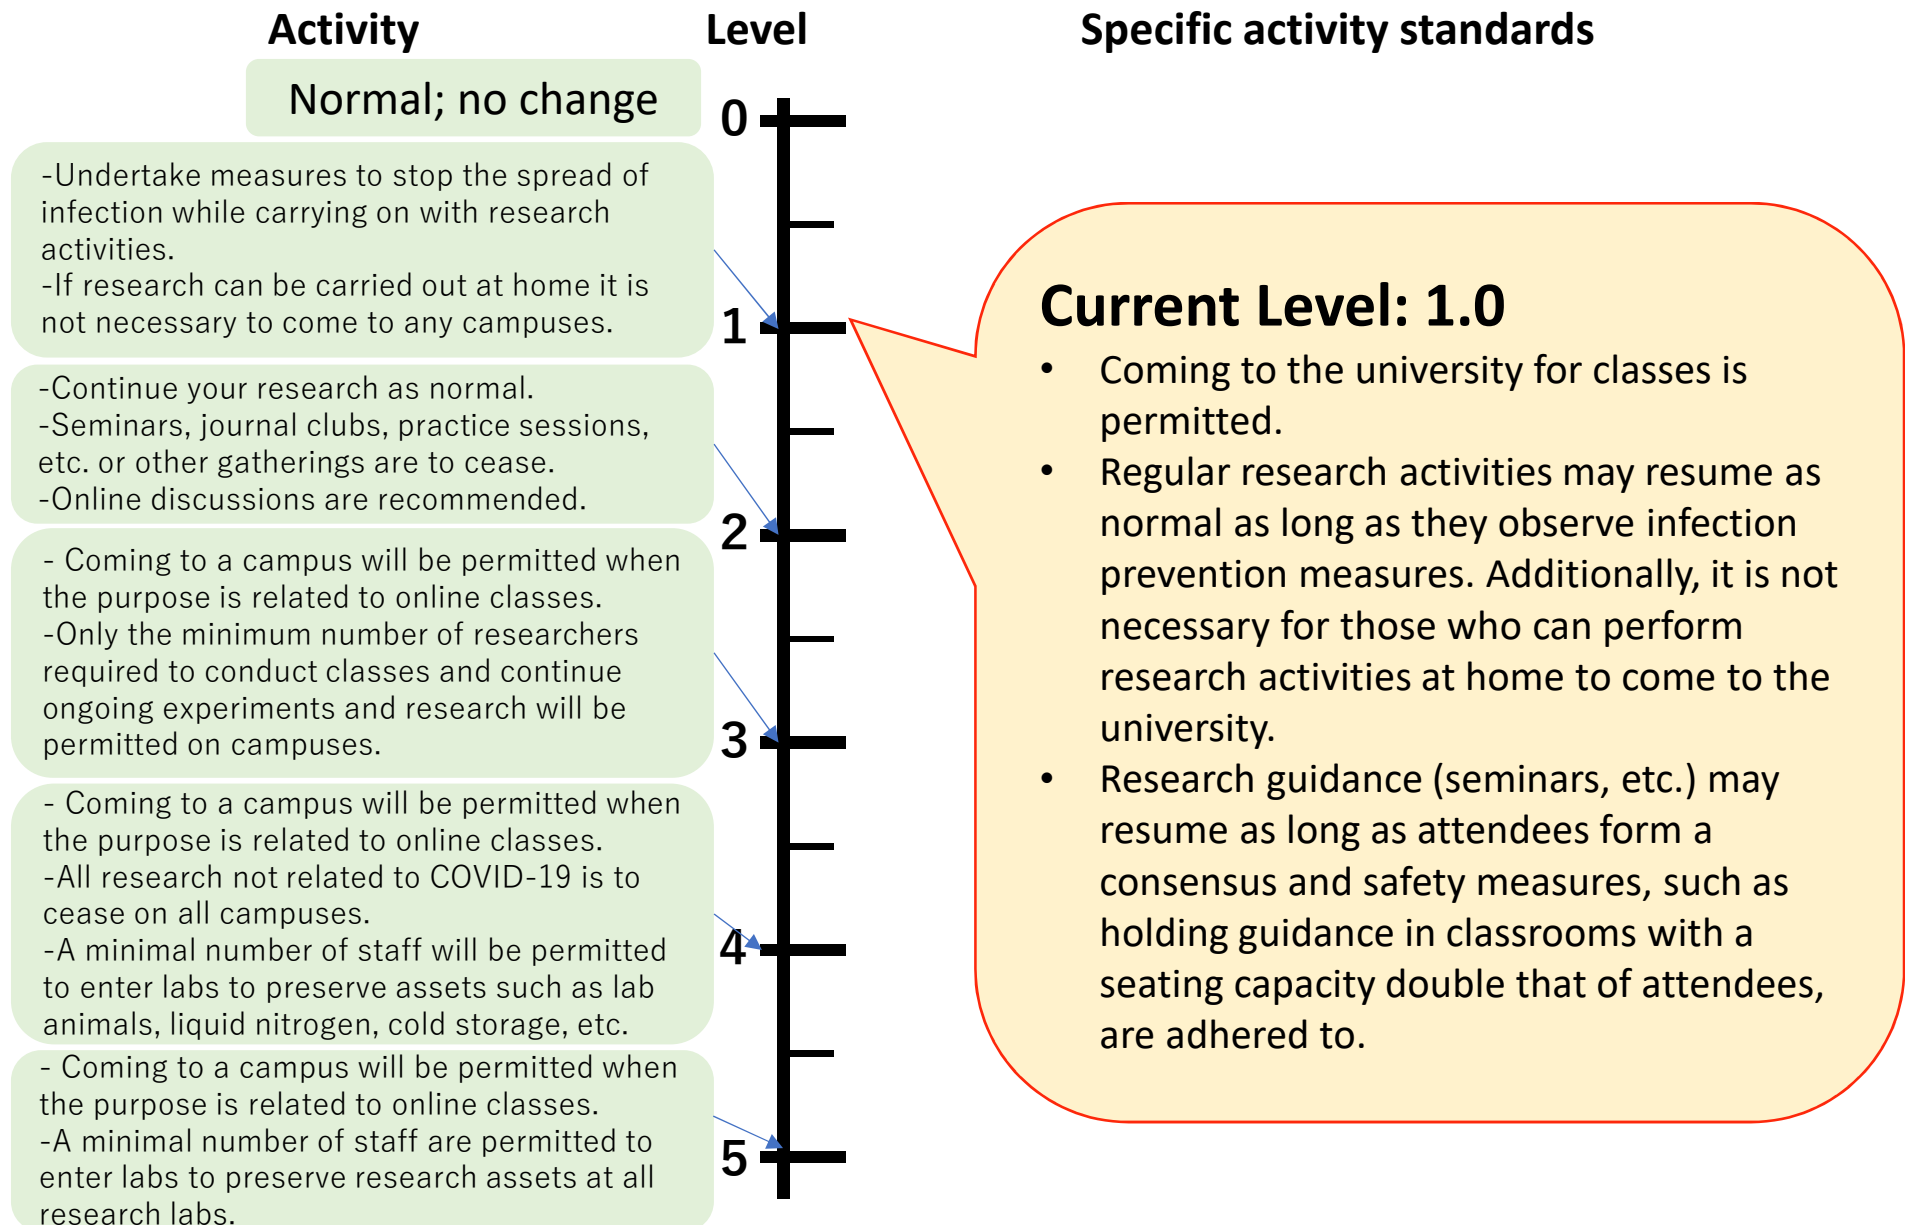 Activity
Level
Specific activity standards
Normal; no change
0
-Undertake measures to stop the spread of
infection while carrying on with research
activities.
-If research can be carried out at home it is
not necessary to come to any campuses.
1
-Continue your research as normal.
-Seminars, journal clubs, practice sessions,
etc. or other gatherings are to cease.
-Online discussions are recommended.
2
- Coming to a campus will be permitted when
the purpose is related to online classes.
-Only the minimum number of researchers
required to conduct classes and continue
ongoing experiments and research will be
permitted on campuses.
3
- Coming to a campus will be permitted when
the purpose is related to online classes.
-All research not related to COVID-19 is to
cease on all campuses.
-A minimal number of staff will be permitted
to enter labs to preserve assets such as lab
animals, liquid nitrogen, cold storage, etc.
4
- Coming to a campus will be permitted when
the purpose is related to online classes.
-A minimal number of staff are permitted to
enter labs to preserve research assets at all
research labs.
5
Current Level: 1.0
• Coming to the university for classes is
permitted.
• Regular research activities may resume as
normal as long as they observe infection
prevention measures. Additionally, it is not
necessary for those who can perform
research activities at home to come to the
university.
• Research guidance (seminars, etc.) may
resume as long as attendees form a
consensus and safety measures, such as
holding guidance in classrooms with a
seating capacity double that of attendees,
are adhered to.